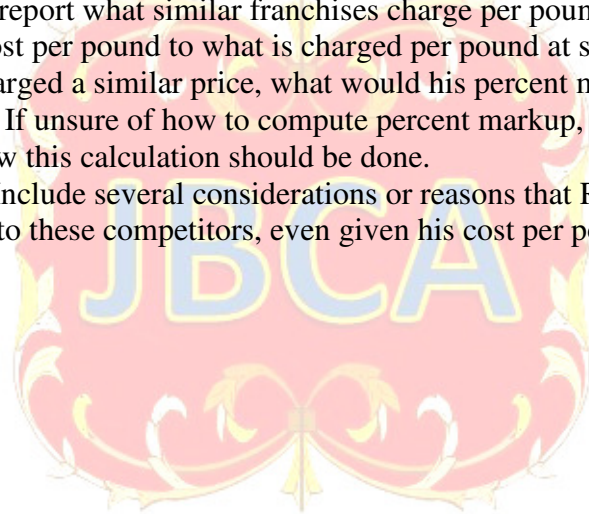 report what similar franchises charge per poun
ost per pound to what is charged per pound at s
arged a similar price, what would his percent m
If unsure of how to compute percent markup,
w this calculation should be done.
nclude several considerations or reasons that
to these competitors, even given his cost per p
JBCA